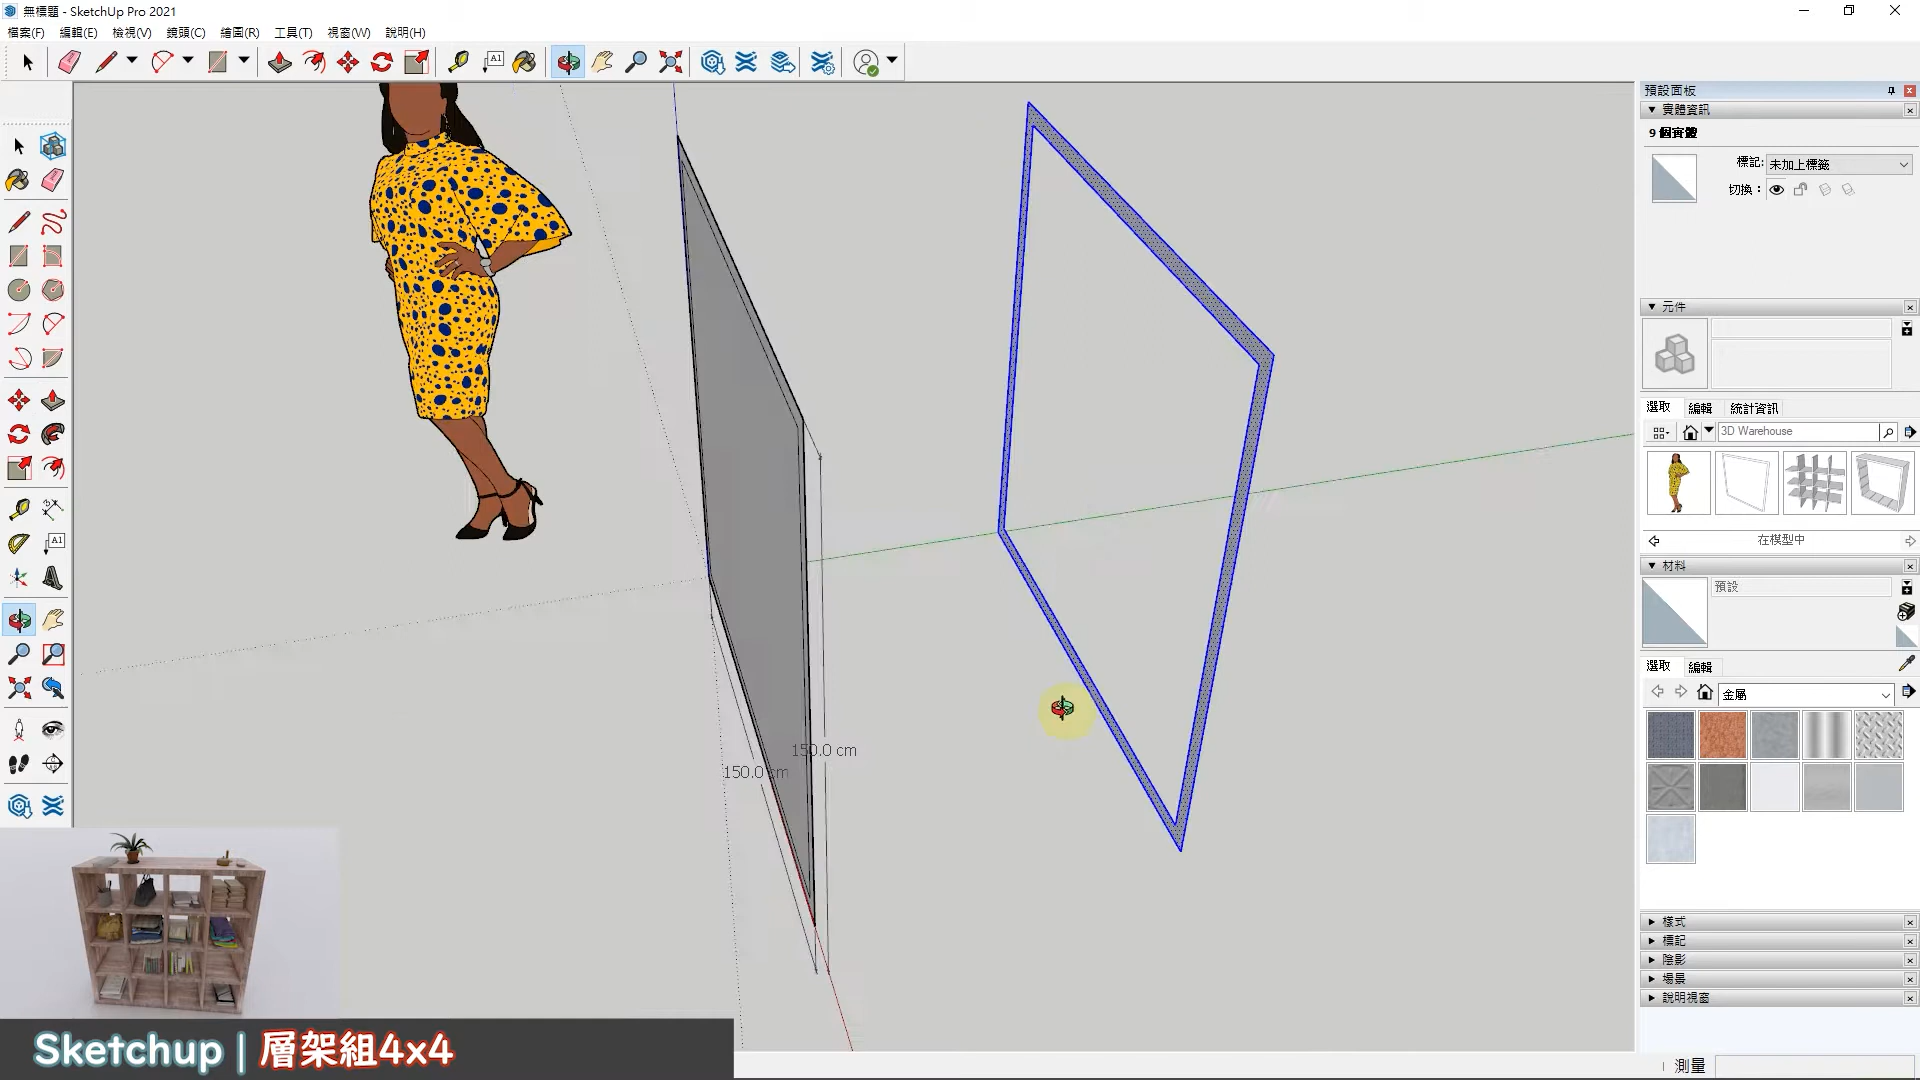 無標題 - SketchUp Pro 2021
檔案(F) 編輯(E) 檢視(V) 鏡頭(C) 繪圖(R) 工具(T) 視窗(W) 說明(H)
A1
A1
預設面板
實體資訊
9 個實體
標記: 未加上標籤
切換：
元件
選取 編輯 統計資訊
3D Warehouse
在模型中
材料
預設
選取 編輯
金屬
樣式
標記
陰影
場景
說明視窗
150.0 cm
150.0 cm
Sketchup | 層架組4x4
測量